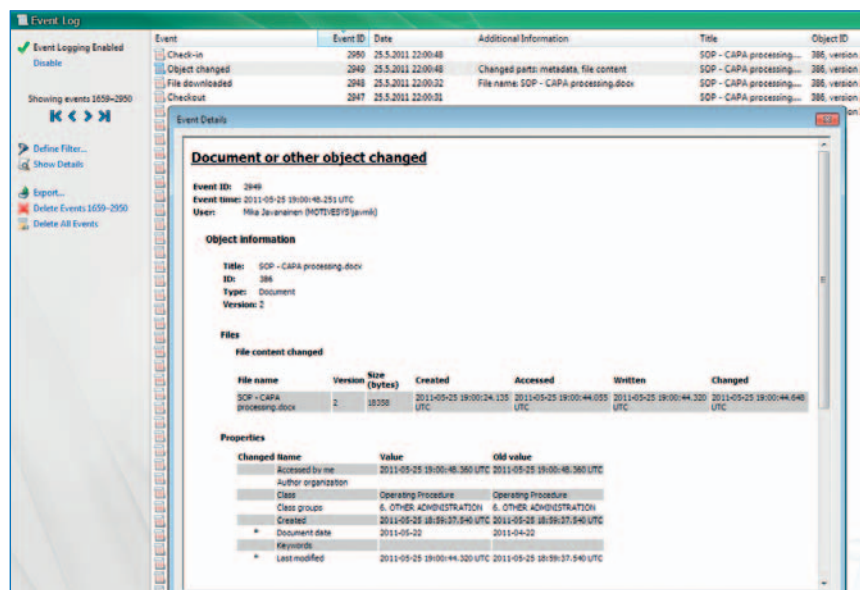 Event Log
Event Logging Enabled
Disable
Showing events 1659-2950
Define Filter...
Show Details
Export...
Delete Events 1659-2950
Delete All Events
Event Event ID Date Additional Information Title Object ID
Check-in 2950 25.5.2011 22:00:48 SOP - CAPA processing.... 386, version
Object changed 2949 25.5.2011 22:00:48 Changed parts: metadata, file content SOP - CAPA processing.... 386, version
File downloaded 2948 25.5.2011 22:00:32 File name: SOP - CAPA processing.docx SOP - CAPA processing.... 386, version
Checkout 2947 25.5.2011 22:00:31 SOP - CAPA processing.... 386, version
Event Details
Document or other object changed
Event ID: 2949
Event time: 2011-05-25 19:00:48.251 UTC
User: Mika Javanainen (MOTIVESYS\javmik)
Object information
Title: SOP - CAPA processing.docx
ID: 386
Type: Document
Version: 2
Files
File content changed
File name Version Size (bytes) Created Accessed Written Changed
SOP - CAPA processing.docx 2 18358 2011-05-25 19:00:24.135 UTC 2011-05-25 19:00:44.055 UTC 2011-05-25 19:00:44.320 UTC 2011-05-25 19:00:44.648 UTC
Properties
Changed Name Value Old value
Accessed by me 2011-05-25 19:00:48.360 UTC 2011-05-25 19:00:48.360 UTC
Author organization
Class Operating Procedure Operating Procedure
Class groups 6. OTHER ADMINISTRATION 6. OTHER ADMINISTRATION
Created 2011-05-25 18:59:37.540 UTC 2011-05-25 18:59:37.540 UTC
* Document date 2011-05-22 2011-04-22
Keywords
* Last modified 2011-05-25 19:00:44.320 UTC 2011-05-25 18:59:37.540 UTC